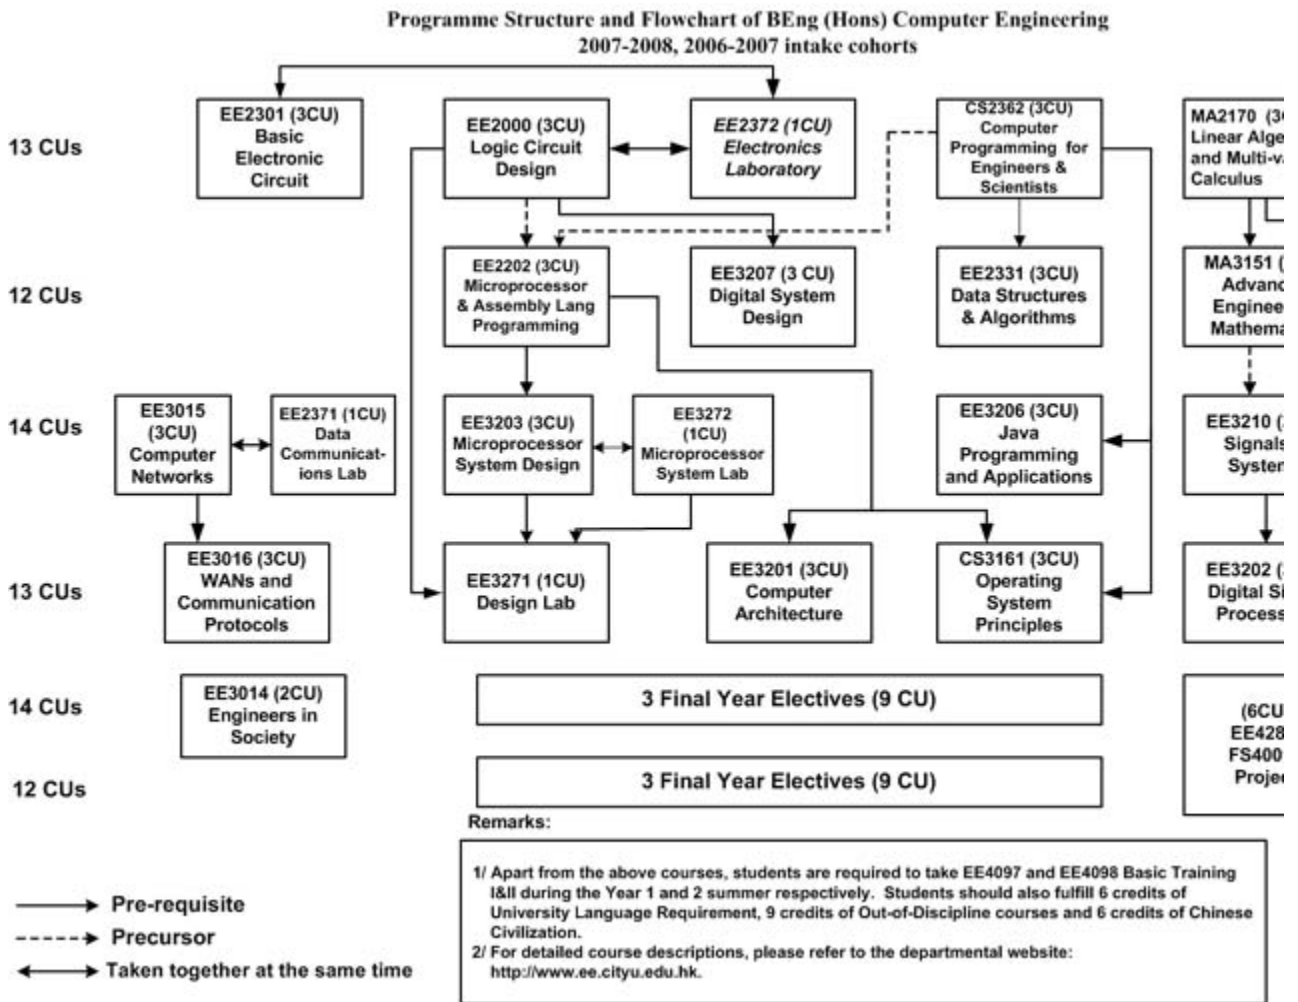 Programme Structure and Flowchart of BEng (Hons) Computer Engineering
2007-2008, 2006-2007 intake cohorts
13 CUs
EE2301 (3CU)
Basic
Electronic
Circuit
EE2000 (3CU)
Logic Circuit
Design
EE2372 (1CU)
Electronics
Laboratory
CS2362 (3CU)
Computer
Programming for
Engineers &
Scientists
MA2170 (3
Linear Alge
and Multi-va
Calculus
12 CUs
EE2202 (3CU)
Microprocessor
& Assembly Lang
Programming
EE3207 (3 CU)
Digital System
Design
EE2331 (3CU)
Data Structures
& Algorithms
MA3151 (
Advanc
Enginee
Mathema
14 CUs
EE3015
(3CU)
Computer
Networks
EE2371 (1CU)
Data
Communicat-
ions Lab
EE3203 (3CU)
Microprocessor
System Design
EE3272
(1CU)
Microprocessor
System Lab
EE3206 (3CU)
Java
Programming
and Applications
EE3210 (
Signals
System
13 CUs
EE3016 (3CU)
WANs and
Communication
Protocols
EE3271 (1CU)
Design Lab
EE3201 (3CU)
Computer
Architecture
CS3161 (3CU)
Operating
System
Principles
EE3202 (
Digital Si
Process
14 CUs
EE3014 (2CU)
Engineers in
Society
3 Final Year Electives (9 CU)
(6CU
EE428
FS400
Projec
12 CUs
3 Final Year Electives (9 CU)
Remarks:
1/ Apart from the above courses, students are required to take EE4097 and EE4098 Basic Training
I&II during the Year 1 and 2 summer respectively. Students should also fulfill 6 credits of
University Language Requirement, 9 credits of Out-of-Discipline courses and 6 credits of Chinese
Civilization.
2/ For detailed course descriptions, please refer to the departmental website:
http://www.ee.cityu.edu.hk.
Pre-requisite
Precursor
Taken together at the same time